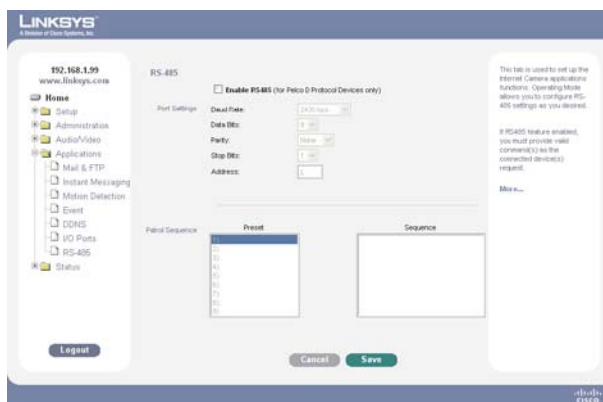 LINKSYS
A Division of Cisco Systems, Inc.
192.168.1.99
www.linksys.com
Home
Setup
Administration
Audio/Video
Applications
Mail & FTP
Instant Messaging
Motion Detection
Event
DDNS
I/O Ports
RS-485
Status
Logout
RS-485
Enable RS485 (for Pelco D Protocol Devices only)
Port Settings
Baud Rate:
2400 bps
Data Bits:
8
Parity:
None
Stop Bits:
1
Address:
1
Patrol Sequence
Preset
Sequence
1)
2)
3)
4)
5)
6)
7)
8)
9)
Cancel
Save
This tab is used to set up the
Internet Camera applications
functions. Operating Mode
allows you to configure RS-
485 settings as you desired.
If RS485 feature enabled,
you must provide valid
command(s) as the
connected device(s)
request.
More...
CISCO